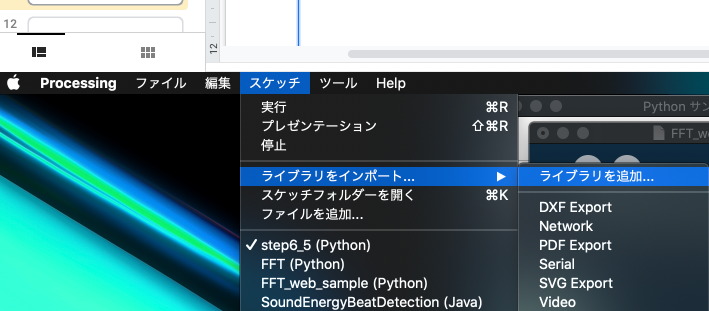 12
12
Processing ファイル 編集 スケッチ ツール Help
実行 ⌘R
プレゼンテーション ⇧⌘R
停止
ライブラリをインポート... ▶
スケッチフォルダーを開く ⌘K
ファイルを追加...
✓ step6_5 (Python)
FFT (Python)
FFT_web_sample (Python)
SoundEnergyBeatDetection (Java)
Python サン
FFT_we
ライブラリを追加...
DXF Export
Network
PDF Export
Serial
SVG Export
Video